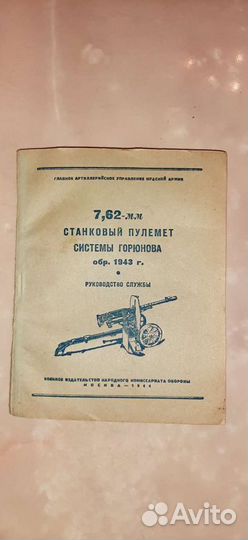 ГЛАВНОЕ АРТИЛЛЕРИЙСКОЕ УПРАВЛЕНИЕ КРАСНОЙ АРМИИ
7,62-мм
СТАНКОВЫЙ ПУЛЕМЕТ
СИСТЕМЫ ГОРЮНОВА
обр. 1943 г.
РУКОВОДСТВО СЛУЖБЫ
ВОЕННОЕ ИЗДАТЕЛЬСТВО НАРОДНОГО КОМИССАРИАТА ОБОРОНЫ
МОСКВА—1944
Avito